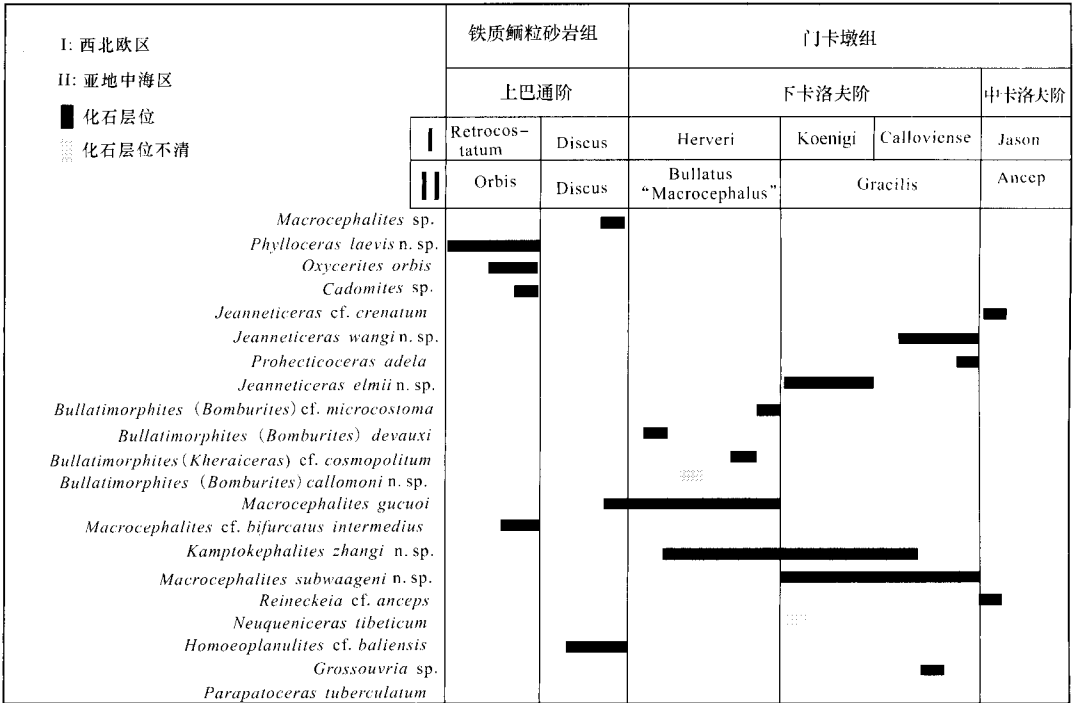 I: 西北欧区
II: 亚地中海区
化石层位
化石层位不清
铁质鲕粒砂岩组
门卡墩组
上巴通阶
下卡洛夫阶
中卡洛夫阶
I
Retrocos-
tatum
Discus
Herveri
Koenigi
Calloviense
Jason
II
Orbis
Discus
Bullatus
“Macrocephalus”
Gracilis
Ancep
Macrocephalites sp.
Phylloceras laevis n. sp.
Oxycerites orbis
Cadomites sp.
Jeanneticeras cf. crenatum
Jeanneticeras wangi n. sp.
Prohecticoceras adela
Jeanneticeras elmii n. sp.
Bullatimorphites (Bomburites) cf. microcostoma
Bullatimorphites (Bomburites) devauxi
Bullatimorphites (Kheraiceras) cf. cosmopolitum
Bullatimorphites (Bomburites) callomoni n. sp.
Macrocephalites gucuoi
Macrocephalites cf. bifurcatus intermedius
Kamptokephalites zhangi n. sp.
Macrocephalites subwaageni n. sp.
Reineckeia cf. anceps
Neuqueniceras tibeticum
Homoeoplanulites cf. baliensis
Grossouvria sp.
Parapatoceras tuberculatum